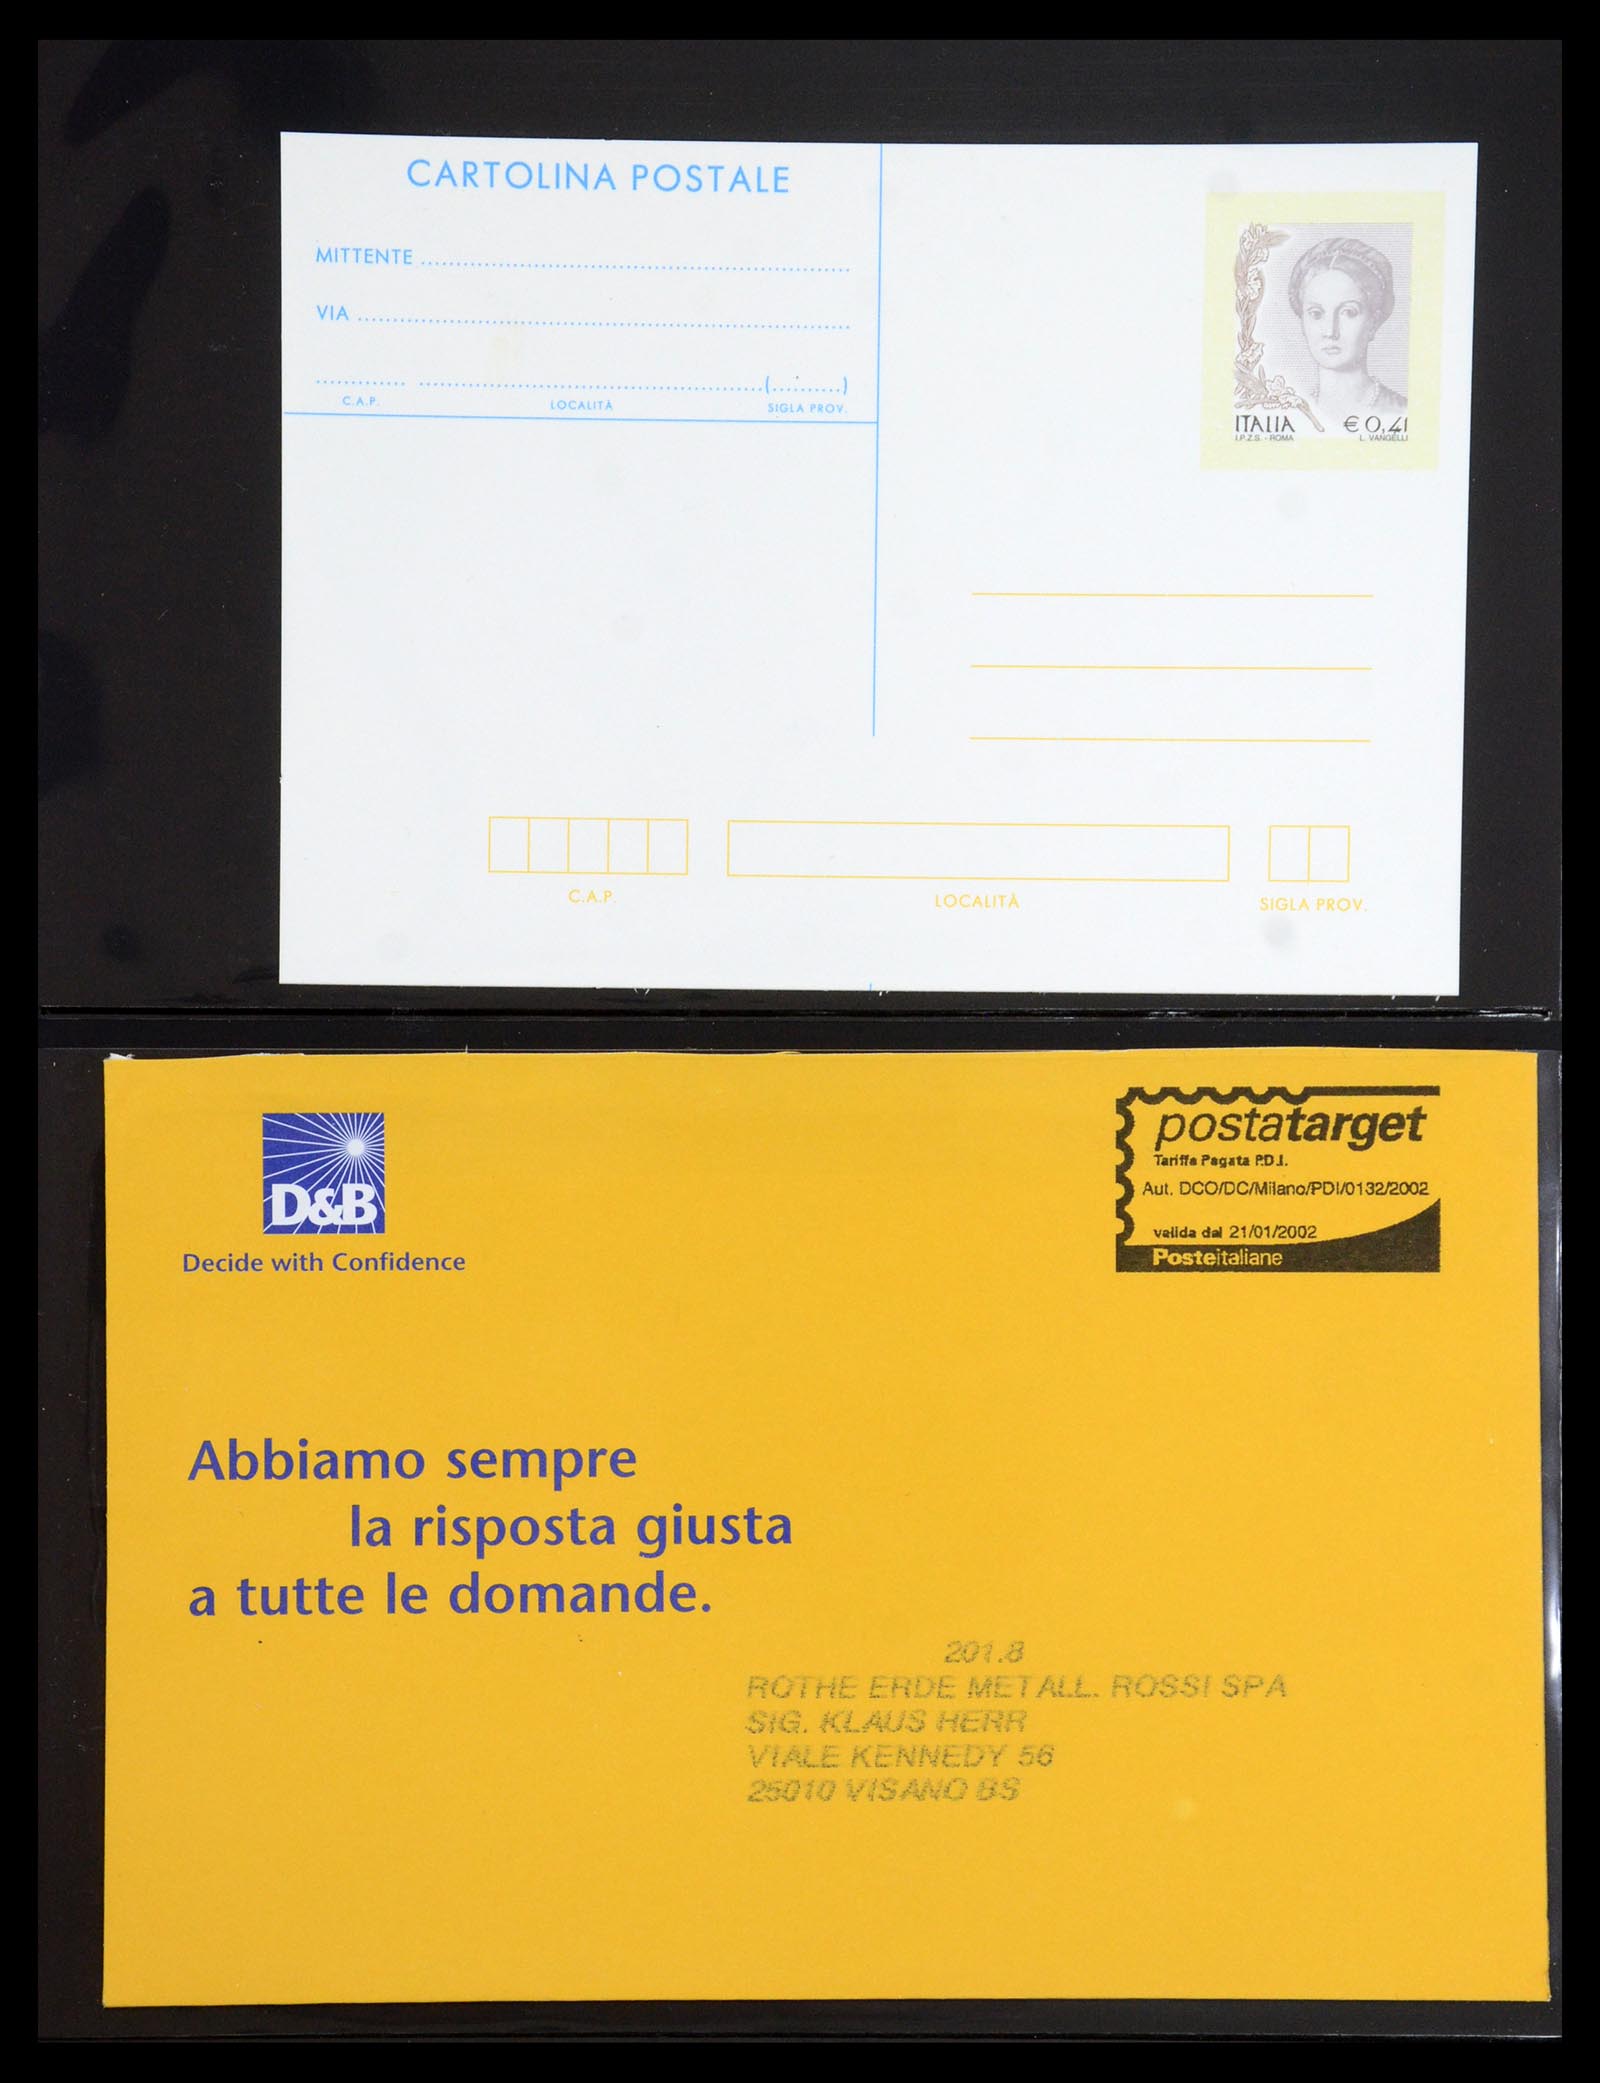 CARTOLINA POSTALE
MITTENTE
VIA
(..........)
C.A.P. LOCALITÀ SIGLA PROV.
ITALIA € 0,41
I.P.Z.S. - ROMA L. VANGELLI
C.A.P. LOCALITÀ SIGLA PROV.
D&B
Decide with Confidence
postatarget
Tariffa Pagata P.D.I.
Aut. DCO/DC/Milano/PDI/0132/2002
valida dal 21/01/2002
Posteitaliane
Abbiamo sempre
la risposta giusta
a tutte le domande.
201.8
ROTHE ERDE METALL. ROSSI SPA
SIG. KLAUS HERR
VIALE KENNEDY 56
25010 VISANO BS